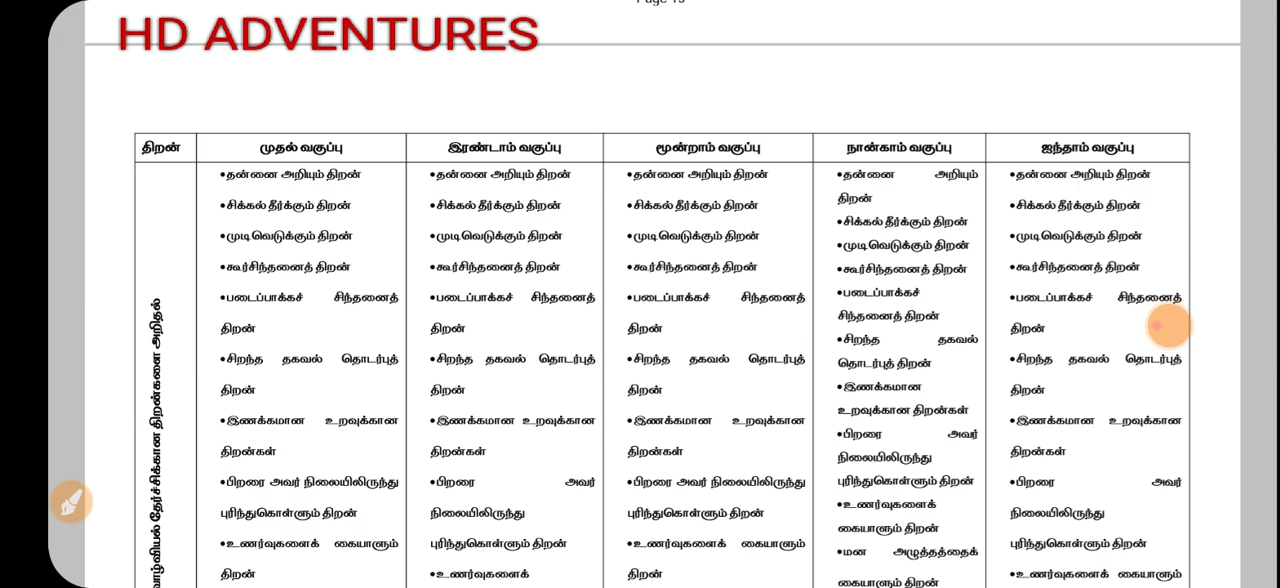 HD ADVENTURES
திறன்
முதல் வகுப்பு
இரண்டாம் வகுப்பு
மூன்றாம் வகுப்பு
நான்காம் வகுப்பு
ஐந்தாம் வகுப்பு
திறன்களை அறிதல்
தேர்ச்சிக்கான
•தன்னை அறியும் திறன்
•சிக்கல் தீர்க்கும் திறன்
•முடிவெடுக்கும் திறன்
•கூர்சிந்தனைத் திறன்
•படைப்பாக்கச் சிந்தனைத்
திறன்
•சிறந்த தகவல் தொடர்புத்
திறன்
•இணக்கமான உறவுக்கான
திறன்கள்
•பிறரை அவர் நிலையிலிருந்து
புரிந்துகொள்ளும் திறன்
•உணர்வுகளைக் கையாளும்
திறன்
•தன்னை அறியும் திறன்
•சிக்கல் தீர்க்கும் திறன்
•முடிவெடுக்கும் திறன்
•கூர்சிந்தனைத் திறன்
•படைப்பாக்கச் சிந்தனைத்
திறன்
•சிறந்த தகவல் தொடர்புத்
திறன்
•இணக்கமான உறவுக்கான
திறன்கள்
•பிறரை அவர்
நிலையிலிருந்து
புரிந்துகொள்ளும் திறன்
•உணர்வுகளைக்
•தன்னை அறியும் திறன்
•சிக்கல் தீர்க்கும் திறன்
•முடிவெடுக்கும் திறன்
•கூர்சிந்தனைத் திறன்
•படைப்பாக்கச் சிந்தனைத்
திறன்
•சிறந்த தகவல் தொடர்புத்
திறன்
•இணக்கமான உறவுக்கான
திறன்கள்
•பிறரை அவர் நிலையிலிருந்து
புரிந்துகொள்ளும் திறன்
•உணர்வுகளைக் கையாளும்
திறன்
•தன்னை அறியும்
திறன்
•சிக்கல் தீர்க்கும் திறன்
•முடிவெடுக்கும் திறன்
•கூர்சிந்தனைத் திறன்
•படைப்பாக்கச்
சிந்தனைத் திறன்
•சிறந்த தகவல்
தொடர்புத் திறன்
•இணக்கமான
உறவுக்கான திறன்கள்
•பிறரை அவர்
நிலையிலிருந்து
புரிந்துகொள்ளும் திறன்
•உணர்வுகளைக்
கையாளும் திறன்
•மன அழுத்தத்தைக்
கையாளும் திறன்
•தன்னை அறியும் திறன்
•சிக்கல் தீர்க்கும் திறன்
•முடிவெடுக்கும் திறன்
•கூர்சிந்தனைத் திறன்
•படைப்பாக்கச் சிந்தனைத்
திறன்
•சிறந்த தகவல் தொடர்புத்
திறன்
•இணக்கமான உறவுக்கான
திறன்கள்
•பிறரை அவர்
நிலையிலிருந்து
புரிந்துகொள்ளும் திறன்
•உணர்வுகளைக் கையாளும்